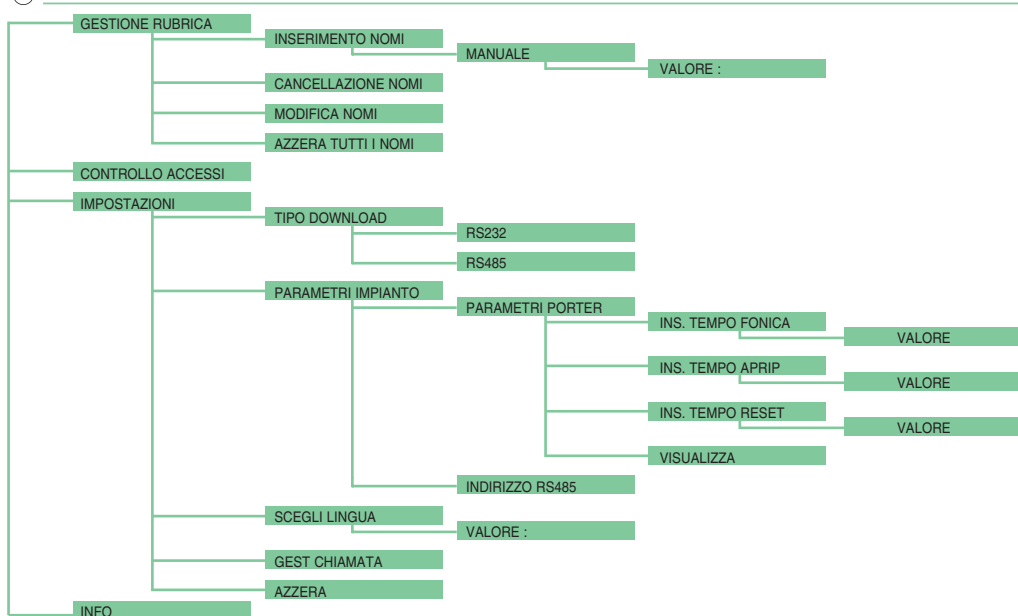 GESTIONE RUBRICA
INSERIMENTO NOMI
MANUALE
VALORE :
CANCELLAZIONE NOMI
MODIFICA NOMI
AZZERA TUTTI I NOMI
CONTROLLO ACCESSI
IMPOSTAZIONI
TIPO DOWNLOAD
RS232
RS485
PARAMETRI IMPIANTO
PARAMETRI PORTER
INS. TEMPO FONICA
VALORE
INS. TEMPO APRIP
VALORE
INS. TEMPO RESET
VALORE
VISUALIZZA
INDIRIZZO RS485
SCEGLI LINGUA
VALORE :
GEST CHIAMATA
AZZERA
INFO